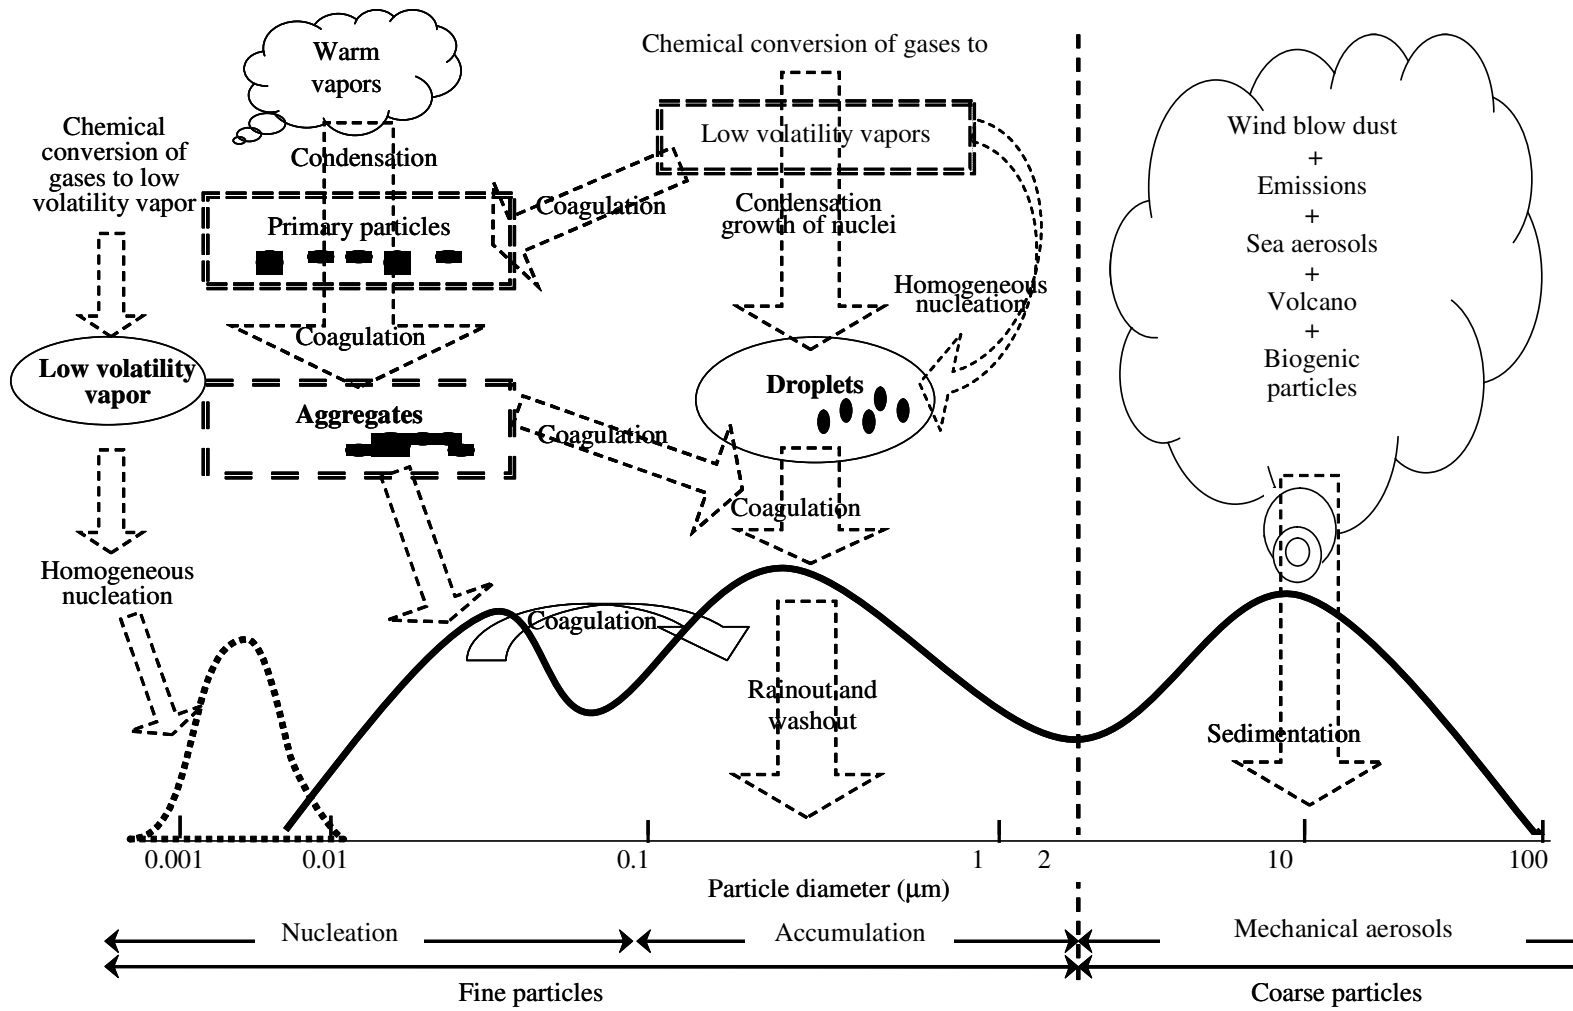 Warm
vapors
Chemical conversion of gases to
Low volatility vapors
Chemical
conversion of
gases to low
volatility vapor
Condensation
Primary particles
Coagulation
Condensation
growth of nuclei
Homogeneous
nucleation
Coagulation
Low volatility
vapor
Aggregates
Coagulation
Droplets
Coagulation
Homogeneous
nucleation
Coagulation
Rainout and
washout
Wind blow dust
+
Emissions
+
Sea aerosols
+
Volcano
+
Biogenic
particles
Sedimentation
0.001
0.01
0.1
1
2
10
100
Particle diameter (μm)
Nucleation
Accumulation
Mechanical aerosols
Fine particles
Coarse particles